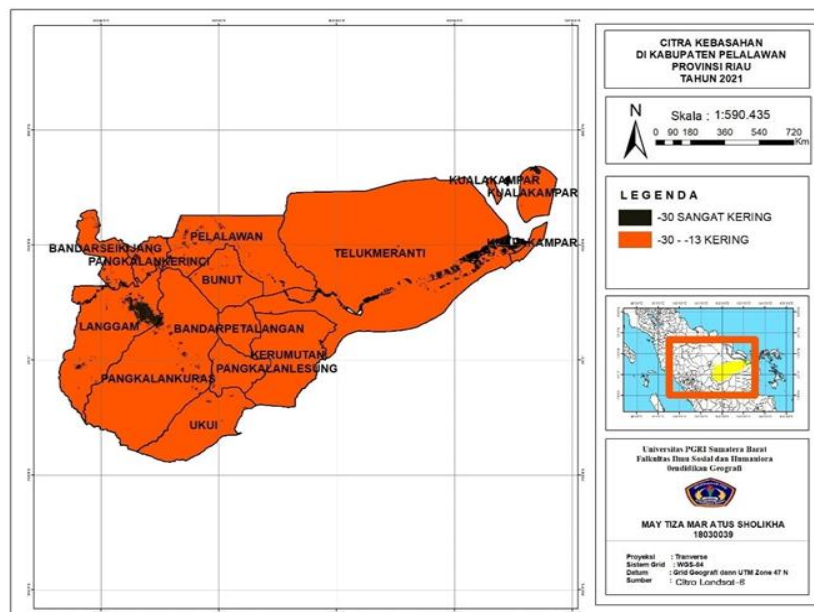 CITRA KEBASAHAN
DI KABUPATEN PELALAWAN
PROVINSI RIAU
TAHUN 2021
N
Skala : 1:590.435
0 90 180 360 540 720
Km
LEGENDA
-30 SANGAT KERING
-30 - -13 KERING
KUALAKAMPAR
KUALAKAMPAR
KUALAKAMPAR
PELALAWAN
BANDARSEIKIJANG
TELUKMERANTI
PANGKALANKERINCI
BUNUT
LANGGAM
BANDARPETALANGAN
KERUMUTAN
PANGKALANLESUNG
PANGKALANKURAS
UKUI
Universitas PGRI Sumatera Barat
Fakultas Ilmu Sosial dan Humaniora
0endidikan Geografi
MAY TIZA MAR ATUS SHOLIKHA
18030039
Proyeksi : Tranverse
Sistem Grid : WGS-84
Datum : Grid Geografi denn UTM Zone 47 N
Sumber : Citra Landsat-8